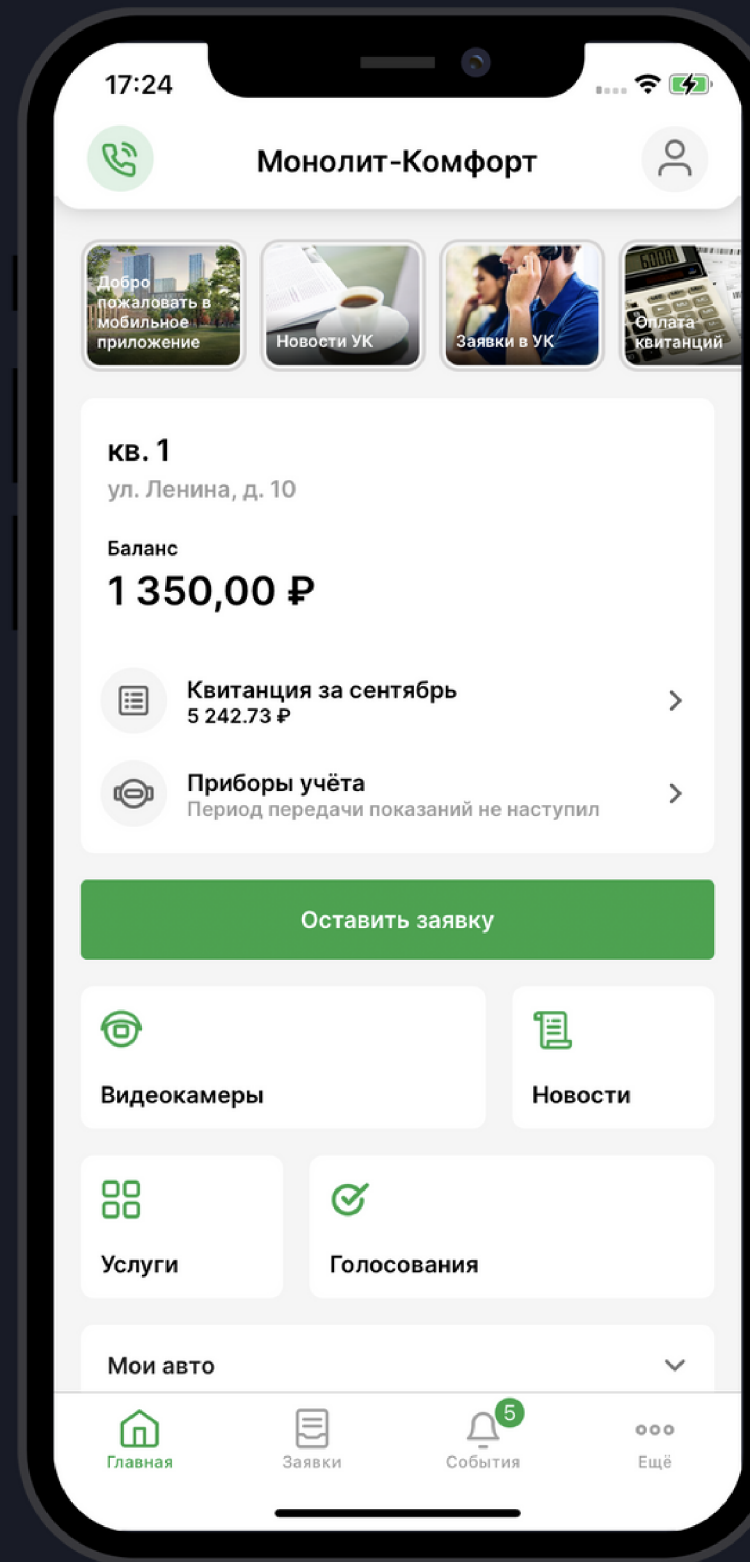 17:24
Монолит-Комфорт
Добро
пожаловать в
мобильное
приложение
Новости УК
Заявки в УК
Оплата
квитанций
кв. 1
ул. Ленина, д. 10
Баланс
1 350,00 ₽
Квитанция за сентябрь
5 242.73 ₽
Приборы учёта
Период передачи показаний не наступил
Оставить заявку
Видеокамеры
Новости
Услуги
Голосования
Мои авто
5
Главная
Заявки
События
Ещё